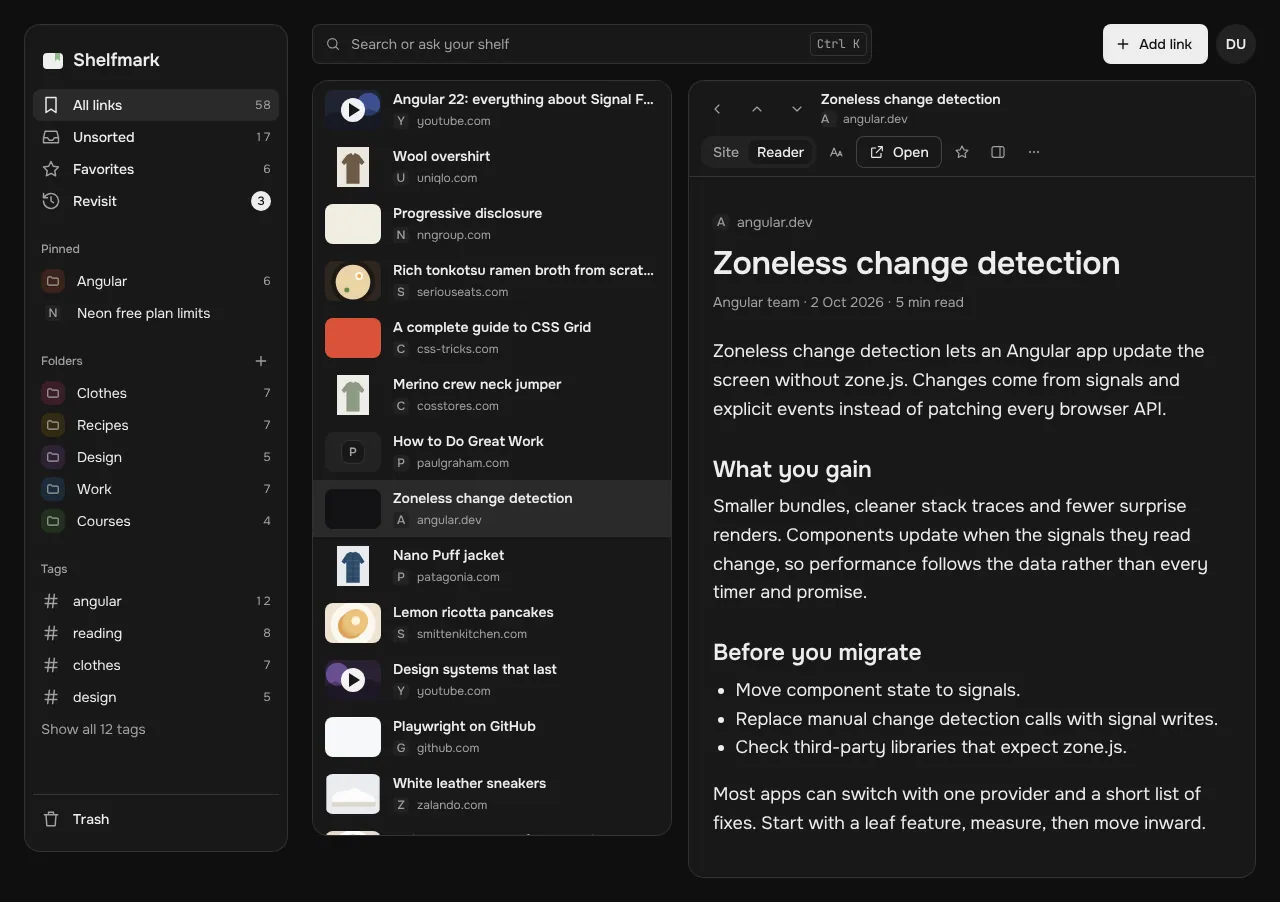 Shelfmark
All links 58
Unsorted 17
Favorites 6
Revisit 3
Pinned
Angular 6
N Neon free plan limits
Folders
Clothes 7
Recipes 7
Design 5
Work 7
Courses 4
Tags
# angular 12
# reading 8
# clothes 7
# design 5
Show all 12 tags
Trash
Search or ask your shelf Ctrl K
Add link
DU
Angular 22: everything about Signal F...
Y youtube.com
Wool overshirt
U uniqlo.com
Progressive disclosure
N nngroup.com
Rich tonkotsu ramen broth from scrat...
S seriouseats.com
A complete guide to CSS Grid
C css-tricks.com
Merino crew neck jumper
C cosstores.com
P
How to Do Great Work
P paulgraham.com
Zoneless change detection
A angular.dev
Nano Puff jacket
P patagonia.com
Lemon ricotta pancakes
S smittenkitchen.com
Design systems that last
Y youtube.com
Playwright on GitHub
G github.com
White leather sneakers
Z zalando.com
Zoneless change detection
A angular.dev
Site Reader AA Open
A angular.dev
Zoneless change detection
Angular team · 2 Oct 2026 · 5 min read
Zoneless change detection lets an Angular app update the
screen without zone.js. Changes come from signals and
explicit events instead of patching every browser API.
What you gain
Smaller bundles, cleaner stack traces and fewer surprise
renders. Components update when the signals they read
change, so performance follows the data rather than every
timer and promise.
Before you migrate
• Move component state to signals.
• Replace manual change detection calls with signal writes.
• Check third-party libraries that expect zone.js.
Most apps can switch with one provider and a short list of
fixes. Start with a leaf feature, measure, then move inward.